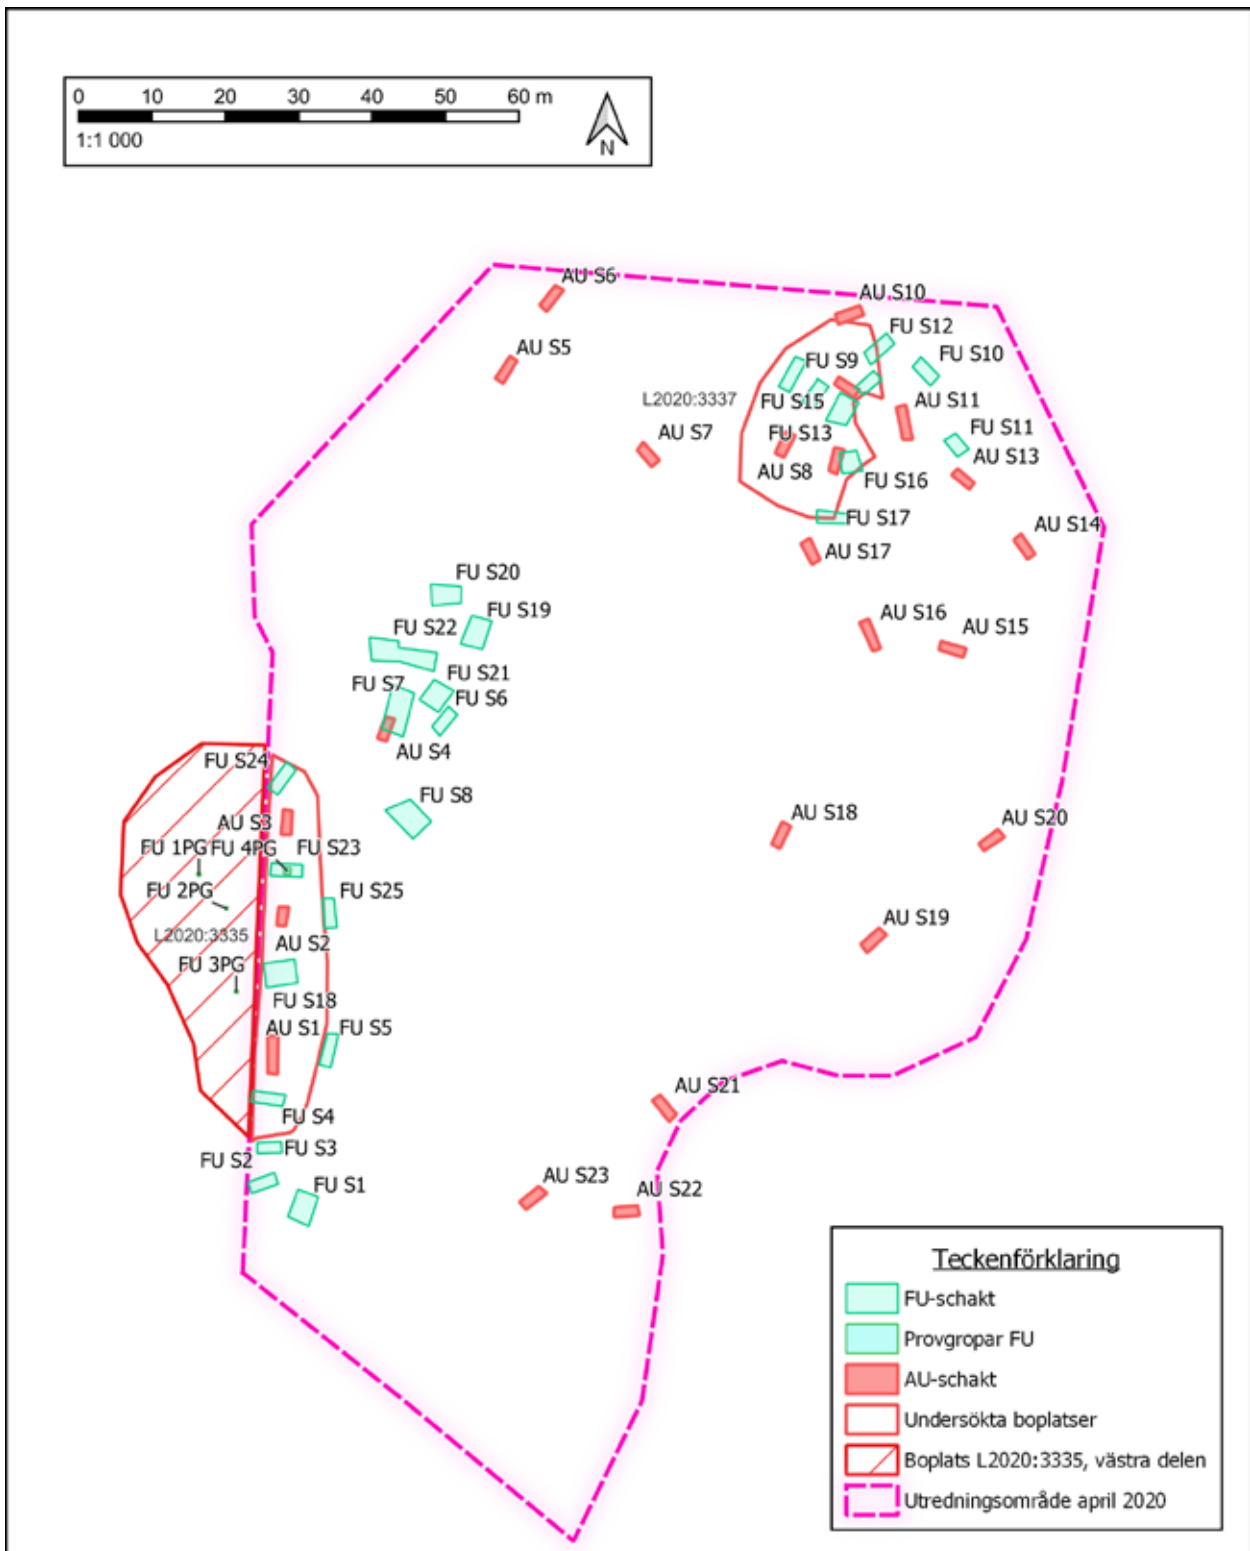 0 10 20 30 40 50 60 m
1:1 000
N
AU S6
AU S10
FU S12
AU S5
FU S9
FU S10
L2020:3337
FU S15
AU S11
AU S7
FU S13
FU S11
AU S8
AU S13
FU S16
FU S17
AU S17
AU S14
FU S20
FU S19
FU S22
AU S16
AU S15
FU S21
FU S7
FU S6
AU S4
FU S24
FU S8
AU S3
AU S18
AU S20
FU 1PG
FU 4PG
FU S23
FU 2PG
FU S25
L2020:3335
AU S2
AU S19
FU 3PG
FU S18
AU S1
FU S5
AU S21
FU S4
FU S3
FU S2
FU S1
AU S23
AU S22
Teckenförklaring
FU-schakt
Provgropar FU
AU-schakt
Undersökta boplatser
Boplats L2020:3335, västra delen
Utredningsområde april 2020